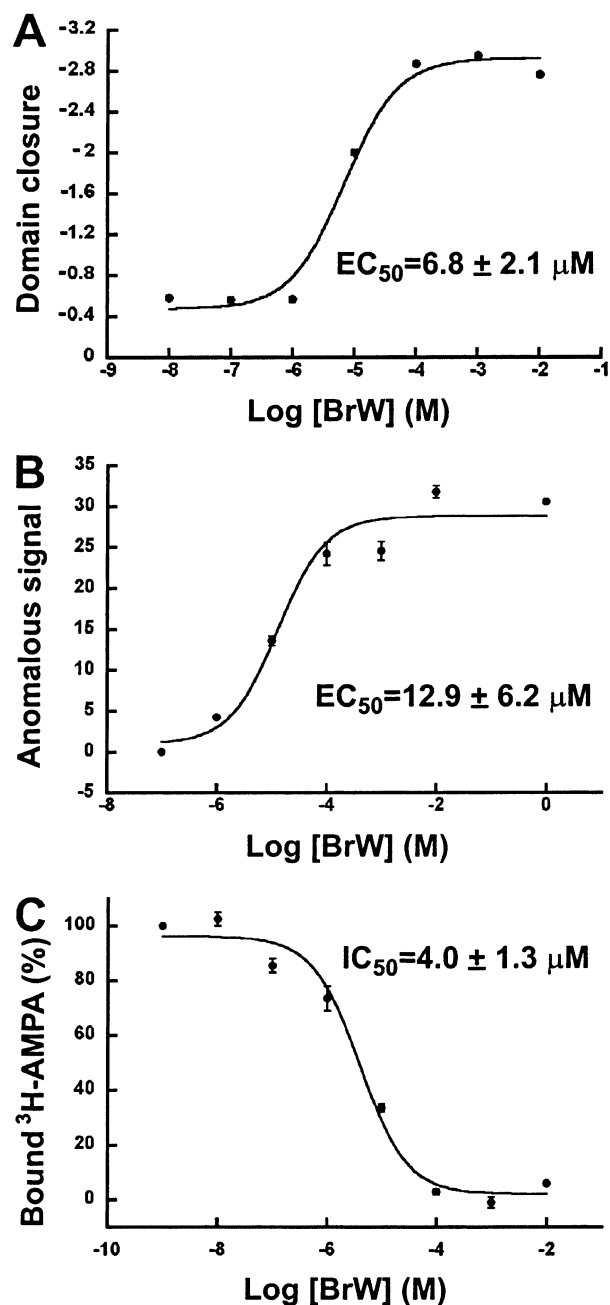 A
-3.2
-2.8
-2.4
-2
-1.6
-1.2
-0.8
-0.4
0
Domain closure
EC50=6.8 ± 2.1 μM
-9 -8 -7 -6 -5 -4 -3 -2 -1
Log [BrW] (M)
B
35
30
25
20
15
10
5
0
-5
Anomalous signal
EC50=12.9 ± 6.2 μM
-8 -6 -4 -2 0
Log [BrW] (M)
C
100
80
60
40
20
0
Bound ³H-AMPA (%)
IC50=4.0 ± 1.3 μM
-10 -8 -6 -4 -2
Log [BrW] (M)